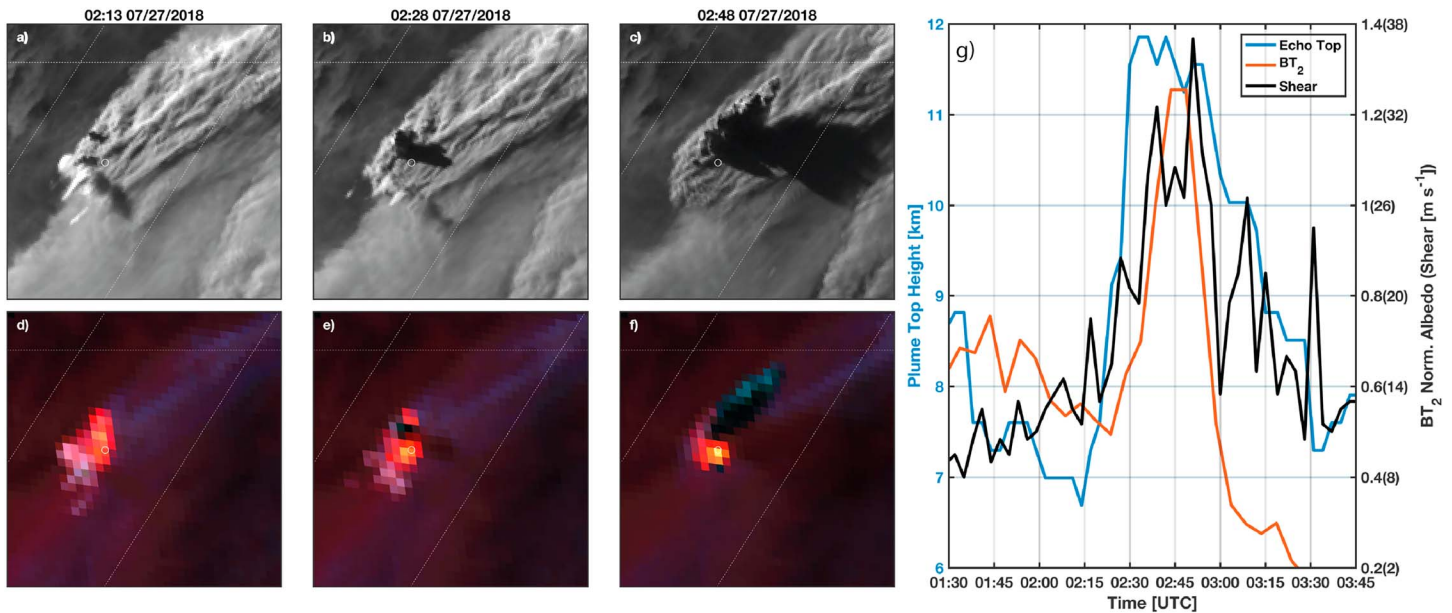 02:13 07/27/2018
02:28 07/27/2018
02:48 07/27/2018
a)
b)
c)
d)
e)
f)
g)
Echo Top
BT2
Shear
Plume Top Height [km]
12
11
10
9
8
7
6
1.4(38)
1.2(32)
1(26)
0.8(20)
0.6(14)
0.4(8)
0.2(2)
BT2 Norm. Albedo (Shear [m s-1])
01:30 01:45 02:00 02:15 02:30 02:45 03:00 03:15 03:30 03:45
Time [UTC]